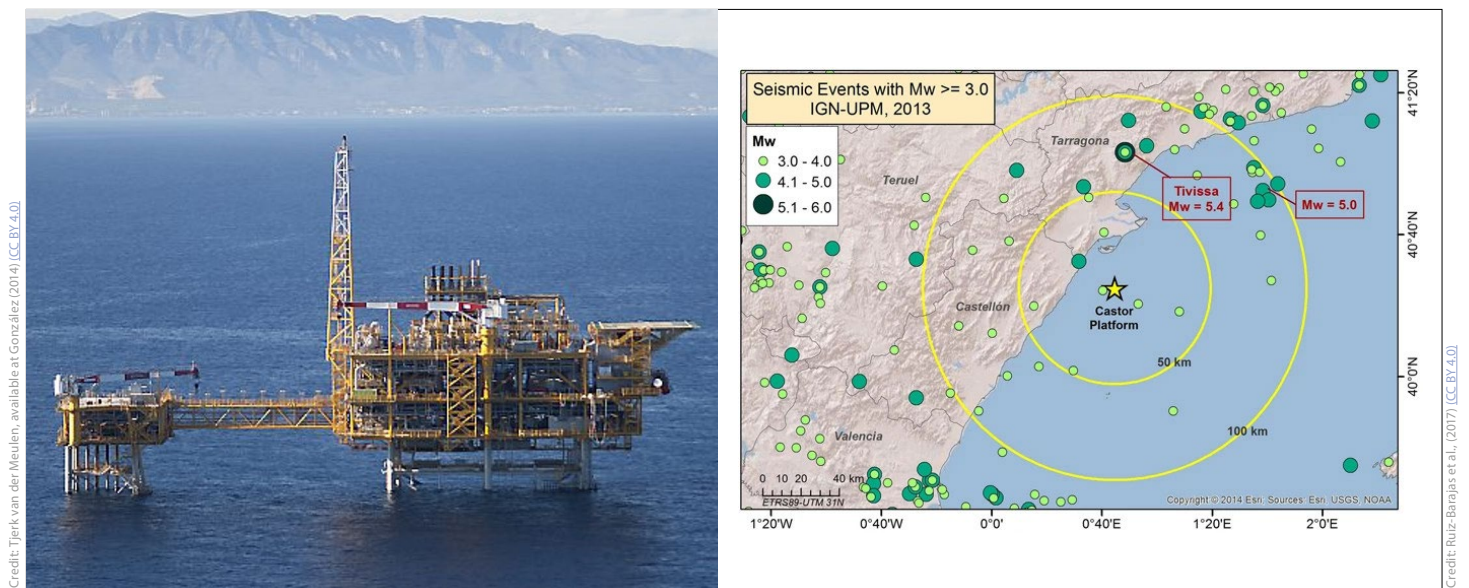 Credit: Tjerk van der Meulen, available at González (2014) (CC BY 4.0)
Seismic Events with Mw >= 3.0
IGN-UPM, 2013
Mw
3.0 - 4.0
4.1 - 5.0
5.1 - 6.0
Tarragona
Teruel
Tivissa
Mw = 5.4
Mw = 5.0
Castellón
Castor
Platform
50 km
100 km
Valencia
0 10 20 40 km
ETRS89-UTM 31N
Copyright © 2014 Esri. Sources: Esri, USGS, NOAA
1°20'W
0°40'W
0°0'
0°40'E
1°20'E
2°0'E
41°20'N
40°40'N
40°0'N
Credit: Ruiz-Barajas et al., (2017) (CC BY 4.0)